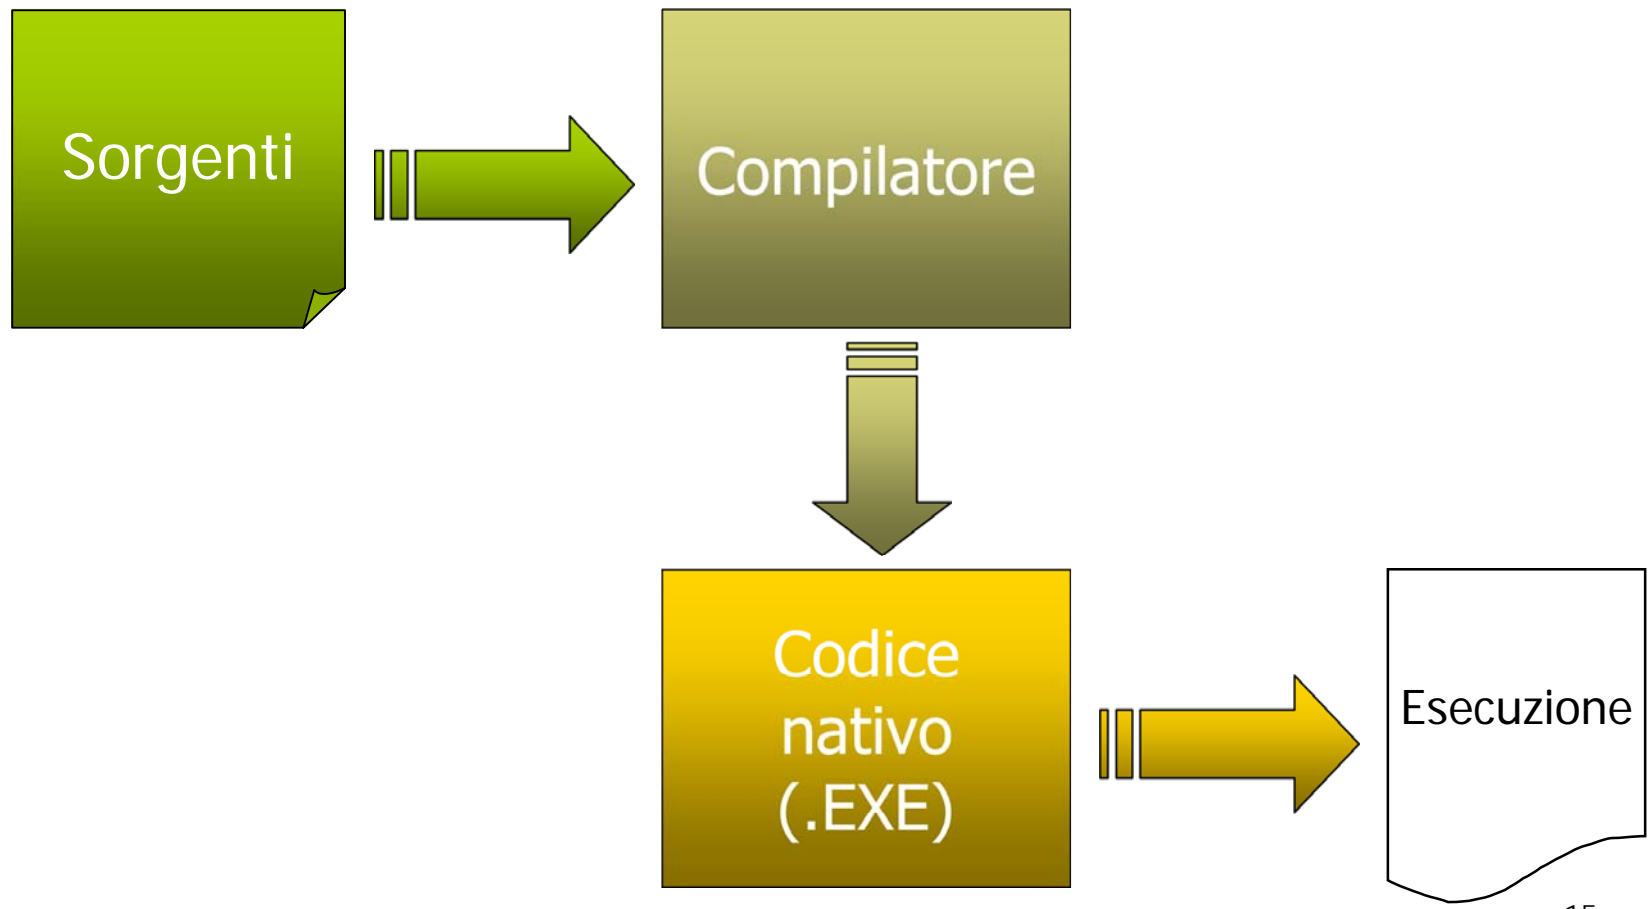 Sorgenti
Compilatore
Codice
nativo
(.EXE)
Esecuzione